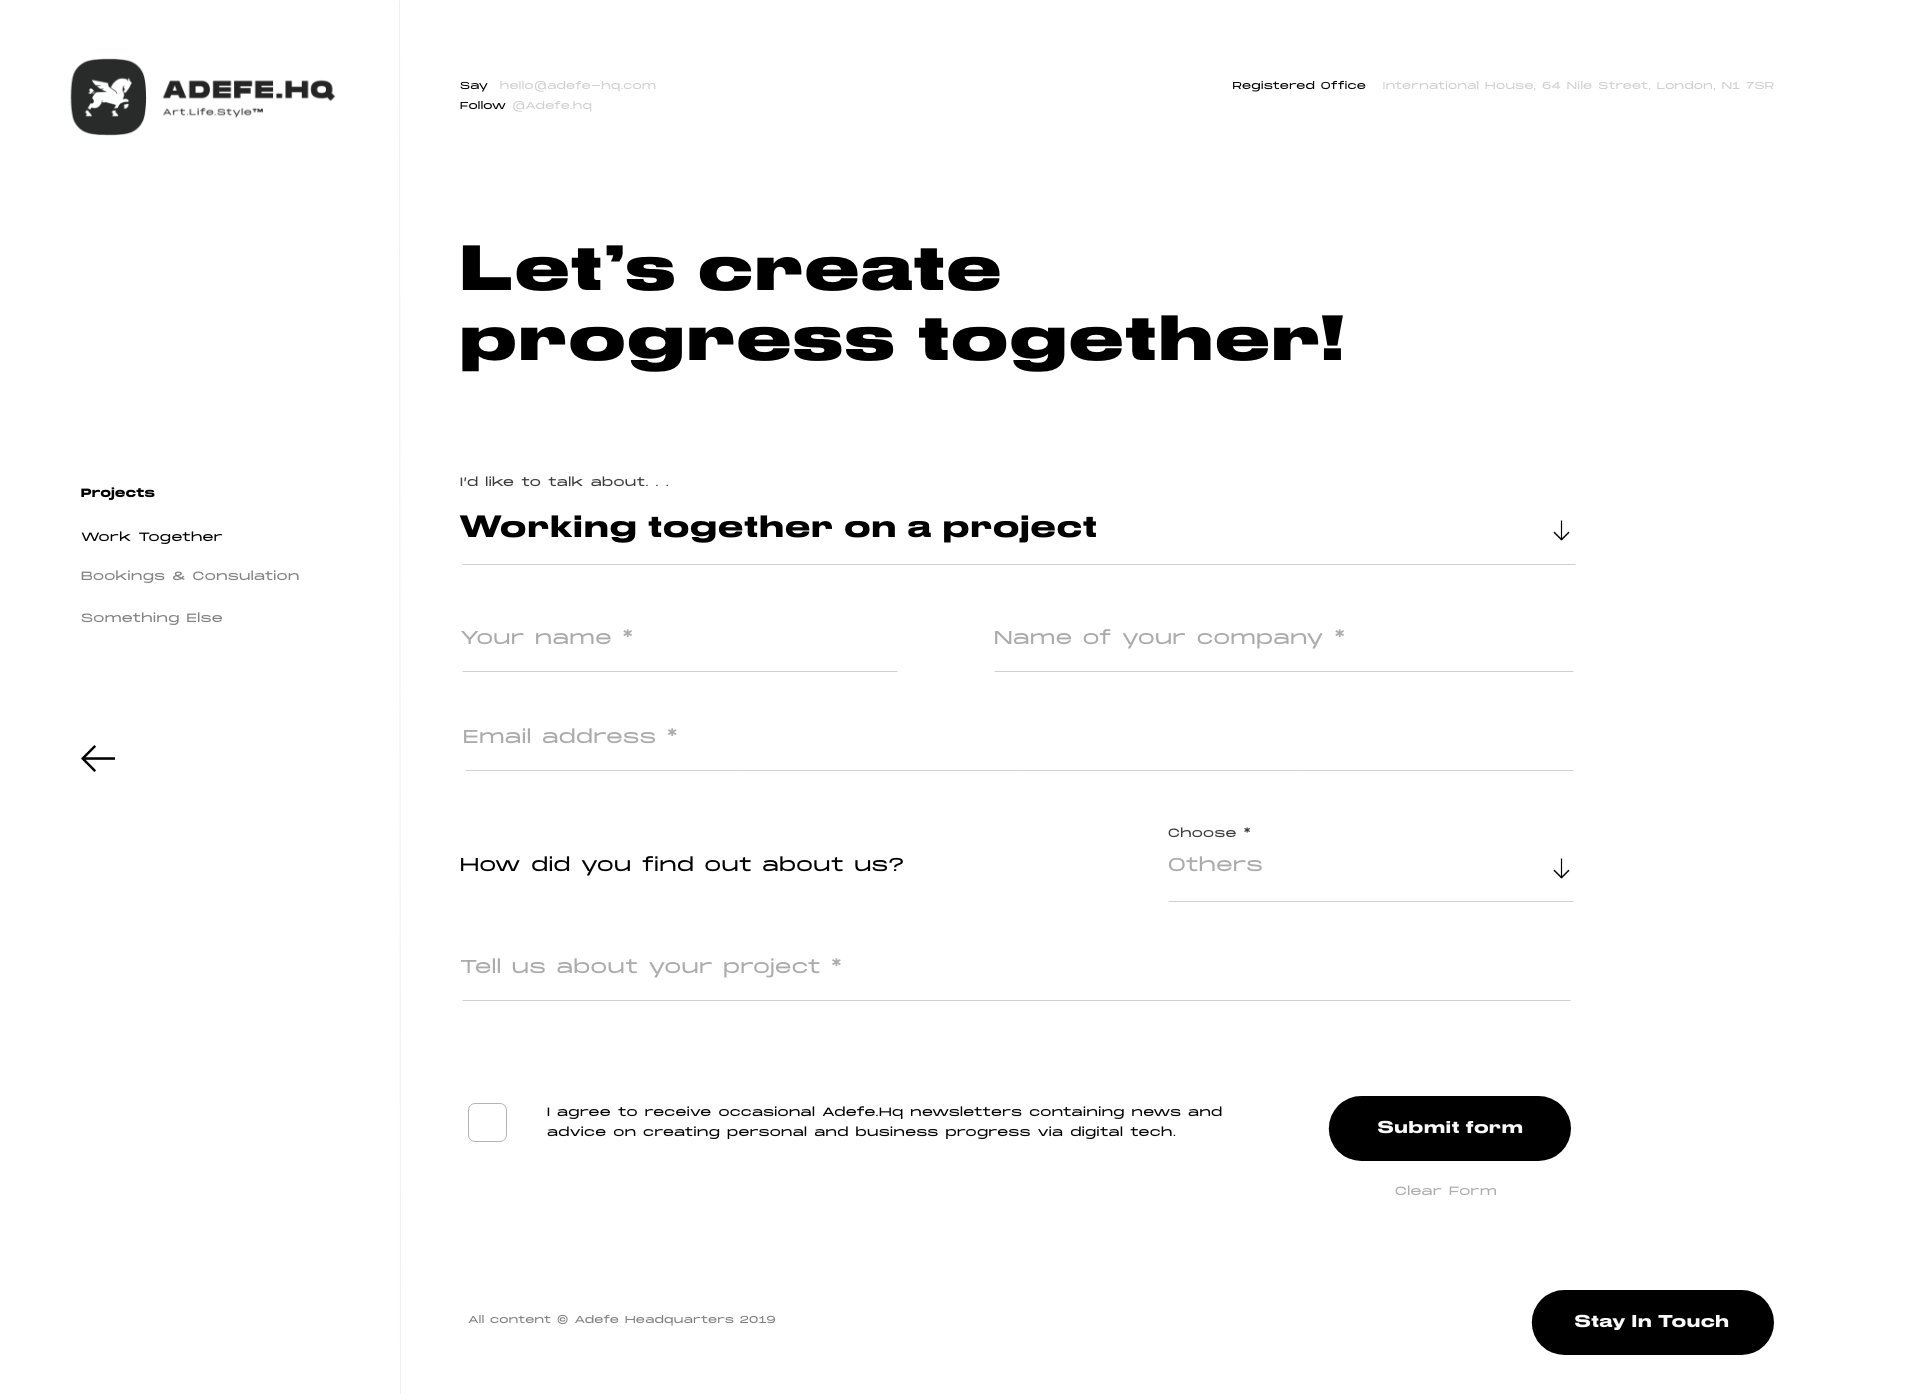 ADEFE.HQ
Art.Life.Style™
Say hello@adefe-hq.com
Follow @Adefe.hq
Registered Office International House, 64 Nile Street, London, N1 7SR
Let’s create
progress together!
Projects
Work Together
Bookings & Consulation
Something Else
I’d like to talk about. . .
Working together on a project
Your name *
Name of your company *
Email address *
How did you find out about us?
Choose *
Others
Tell us about your project *
I agree to receive occasional Adefe.Hq newsletters containing news and
advice on creating personal and business progress via digital tech.
Submit form
Clear Form
All content © Adefe Headquarters 2019
Stay In Touch